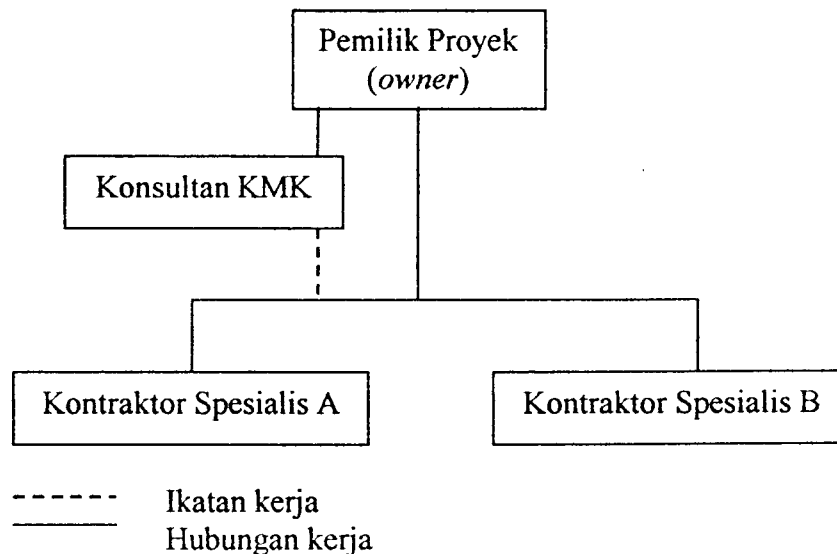 Pemilik Proyek
(owner)
Konsultan KMK
Kontraktor Spesialis A
Kontraktor Spesialis B
Ikatan kerja
Hubungan kerja